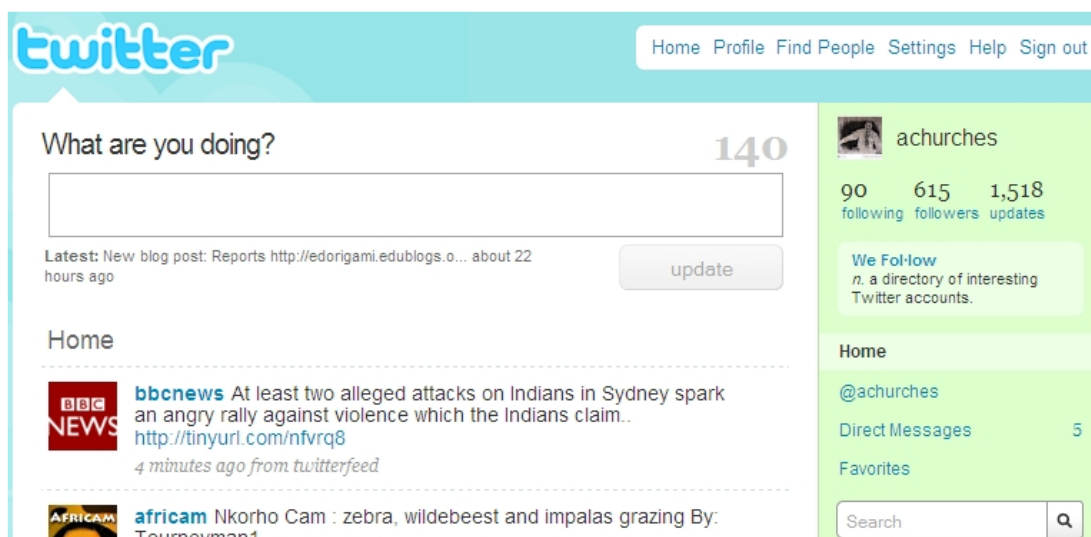 twitter
Home Profile Find People Settings Help Sign out
What are you doing?
140
Latest: New blog post: Reports http://edorigami.edublogs.o... about 22
hours ago
update
Home
BBC
NEWS
bbcnews At least two alleged attacks on Indians in Sydney spark
an angry rally against violence which the Indians claim..
http://tinyurl.com/nfvrq8
4 minutes ago from twitterfeed
AFRICAM
africam Nkorho Cam : zebra, wildebeest and impalas grazing By:
Tourneyman1
achurches
90 615 1,518
following followers updates
We Fol·low
n. a directory of interesting
Twitter accounts.
Home
@achurches
Direct Messages 5
Favorites
Search